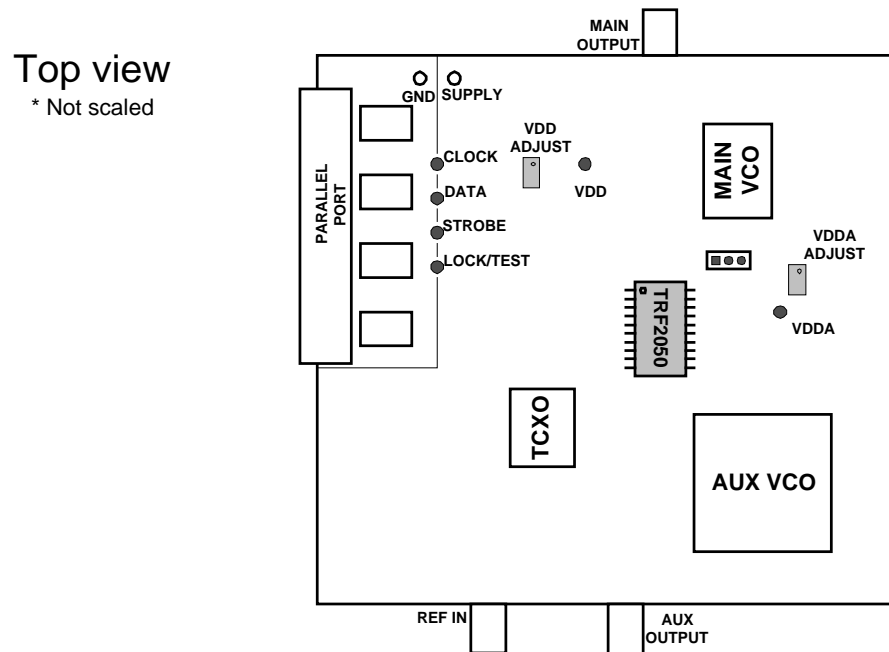 Top view
* Not scaled
MAIN
OUTPUT
GND
SUPPLY
PARALLEL
PORT
CLOCK
DATA
STROBE
LOCK/TEST
VDD
ADJUST
VDD
MAIN
VCO
VDDA
ADJUST
VDDA
TRF2050
TCXO
AUX VCO
REF IN
AUX
OUTPUT